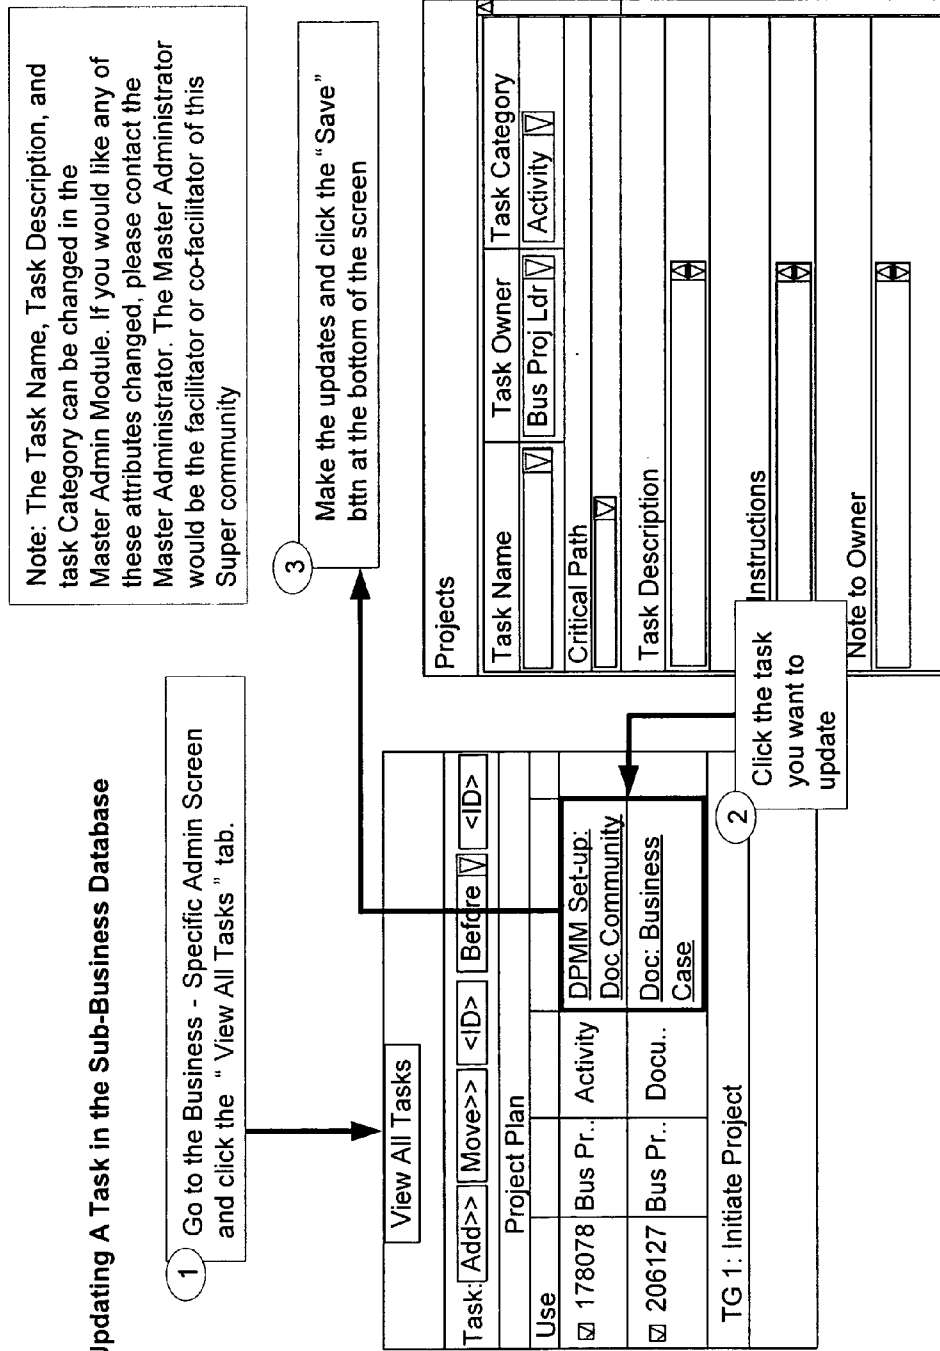 Updating A Task in the Sub-Business Database
1
Go to the Business - Specific Admin Screen
and click the " View All Tasks " tab.
Note: The Task Name, Task Description, and
task Category can be changed in the
Master Admin Module. If you would like any of
these attributes changed, please contact the
Master Administrator. The Master Administrator
would be the facilitator or co-facilitator of this
Super community
3
Make the updates and click the " Save "
bttn at the bottom of the screen
View All Tasks
Task: Add>> Move>> <ID> Before <ID>
Project Plan
Use
178078 Bus Pr.. Activity DPMM Set-up:
Doc Community
206127 Bus Pr.. Docu.. Doc: Business
Case
TG 1: Initiate Project
2
Click the task
you want to
update
Projects
Task Name Task Owner Task Category
Bus Proj Ldr Activity
Critical Path
Task Description
Instructions
Note to Owner